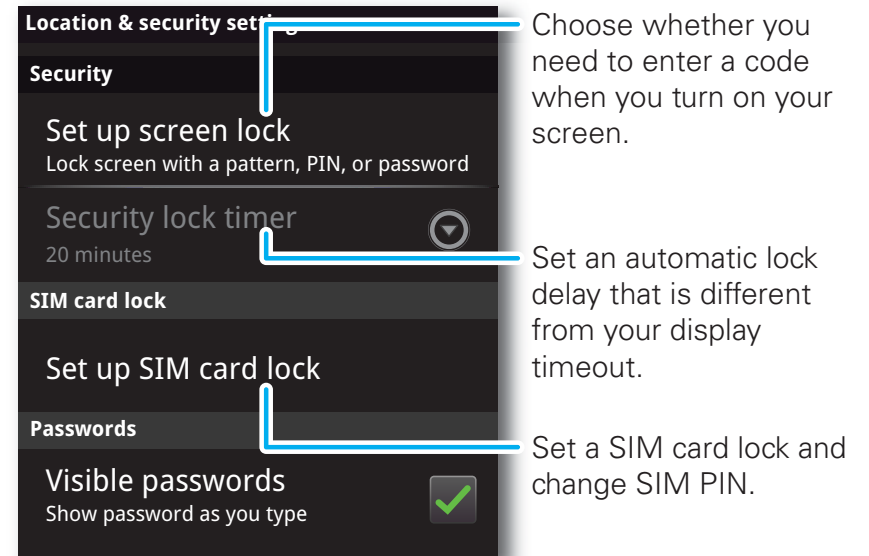 Location & security setting
Security
Set up screen lock
Lock screen with a pattern, PIN, or password
Security lock timer
20 minutes
SIM card lock
Set up SIM card lock
Passwords
Visible passwords
Show password as you type
Choose whether you
need to enter a code
when you turn on your
screen.
Set an automatic lock
delay that is different
from your display
timeout.
Set a SIM card lock and
change SIM PIN.